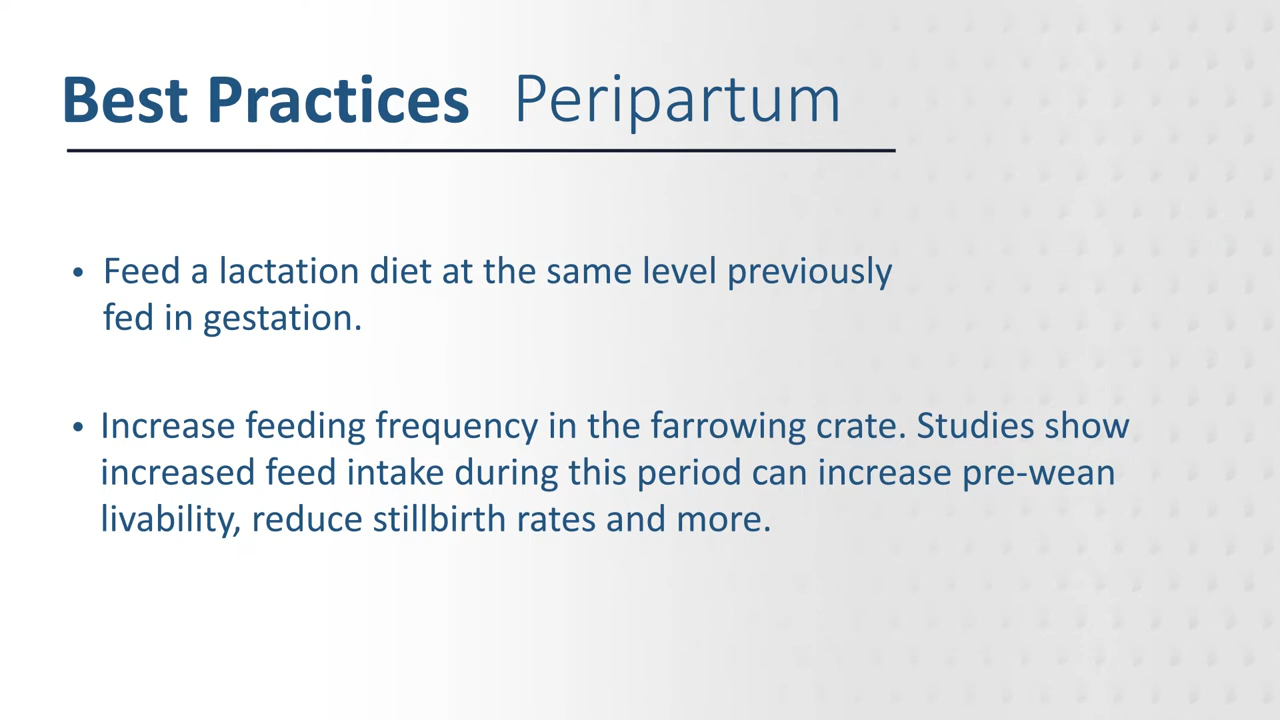 Best Practices Peripartum
• Feed a lactation diet at the same level previously
fed in gestation.
• Increase feeding frequency in the farrowing crate. Studies show
increased feed intake during this period can increase pre-wean
livability, reduce stillbirth rates and more.